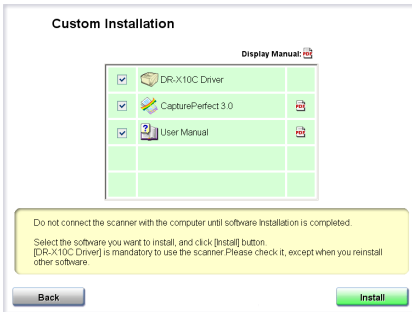 Custom Installation
Display Manual:
DR-X10C Driver
CapturePerfect 3.0
User Manual
Do not connect the scanner with the computer until software Installation is completed.
Select the software you want to install, and click [Install] button.
[DR-X10C Driver] is mandatory to use the scanner.Please check it, except when you reinstall
other software.
Back
Install